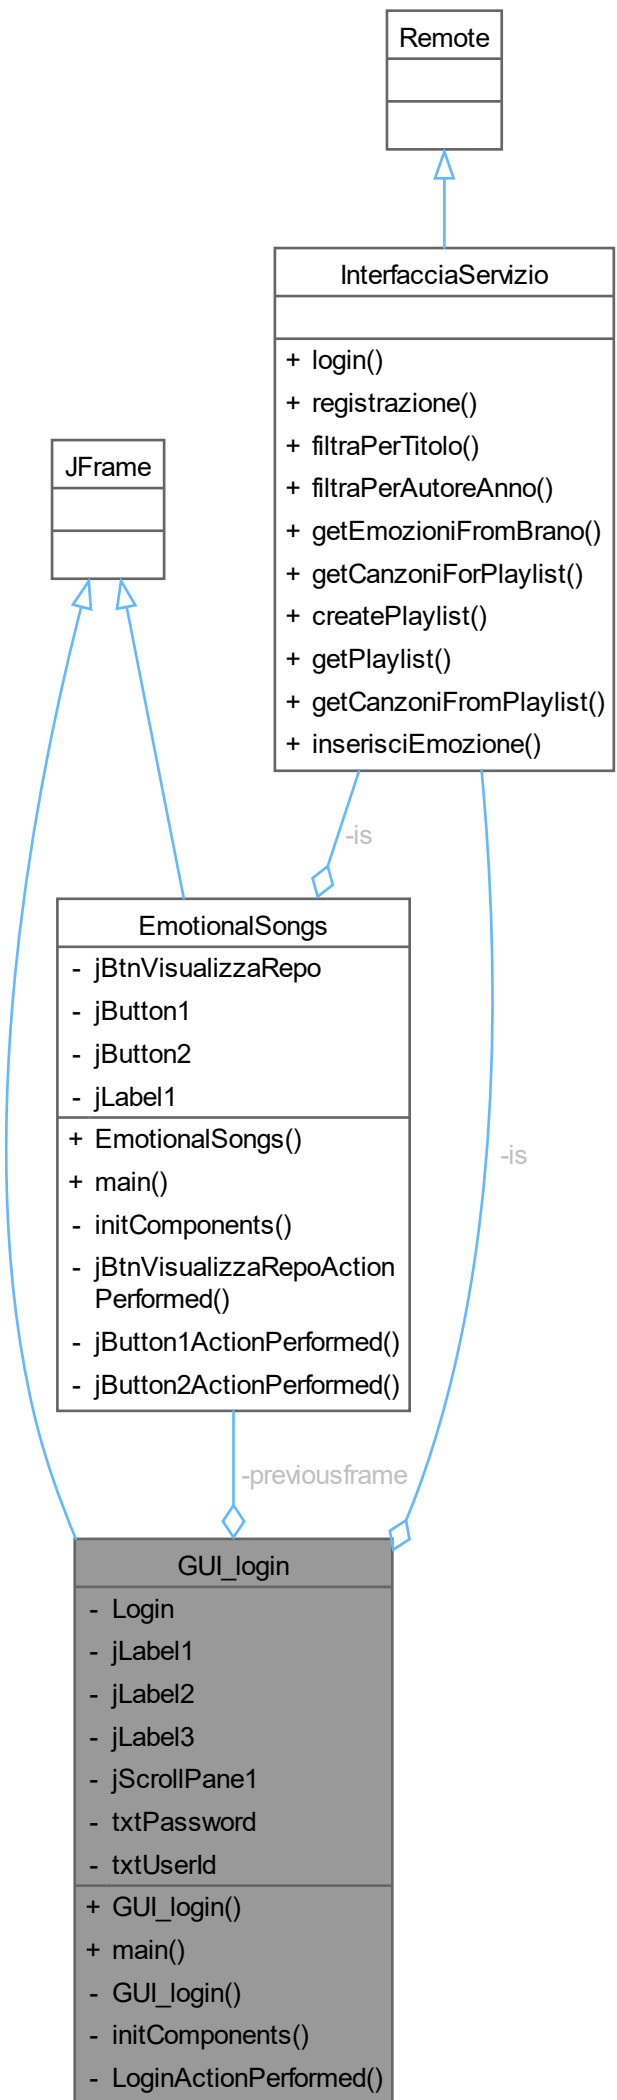 Remote
InterfacciaServizio
+ login()
+ registrazione()
+ filtraPerTitolo()
+ filtraPerAutoreAnno()
+ getEmozioniFromBrano()
+ getCanzoniForPlaylist()
+ createPlaylist()
+ getPlaylist()
+ getCanzoniFromPlaylist()
+ inserisciEmozione()
JFrame
-is
EmotionalSongs
- jBtnVisualizzaRepo
- jButton1
- jButton2
- jLabel1
+ EmotionalSongs()
+ main()
- initComponents()
- jBtnVisualizzaRepoAction
Performed()
- jButton1ActionPerformed()
- jButton2ActionPerformed()
-is
-previousframe
GUI_login
- Login
- jLabel1
- jLabel2
- jLabel3
- jScrollPane1
- txtPassword
- txtUserId
+ GUI_login()
+ main()
- GUI_login()
- initComponents()
- LoginActionPerformed()